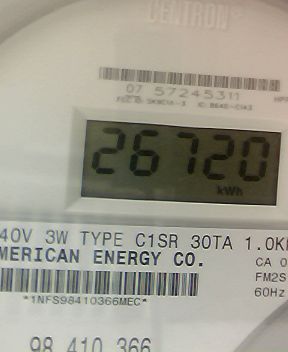 CENTRON®
07 57245311
26720
kWh
40V 3W TYPE C1SR 30TA 1.0K
MERICAN ENERGY CO.
CA 0
FM2S
60Hz
*1NFS98410366MEC*
98 410 366